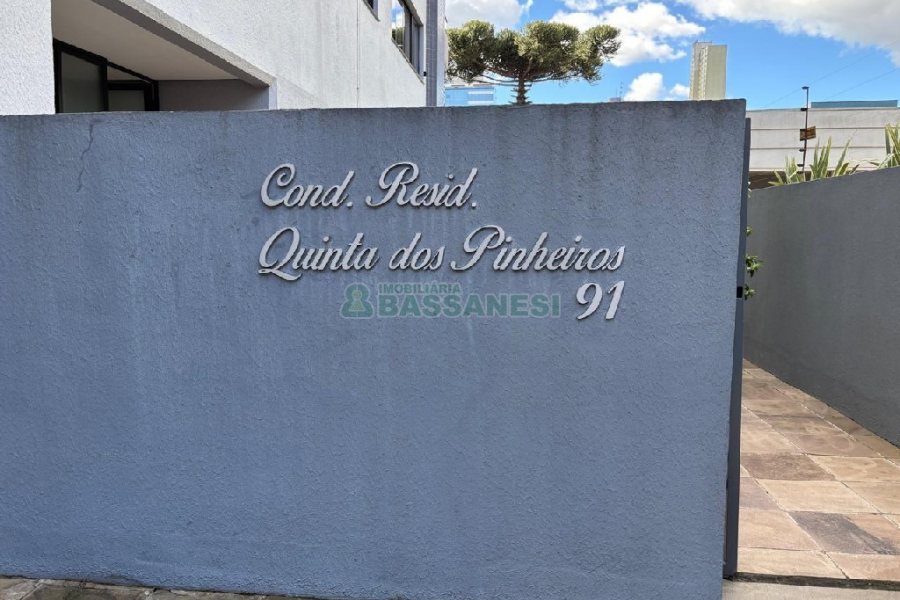 Cond. Resid.
Quinta dos Pinheiros
91
IMOBILIÁRIA
BASSANESI